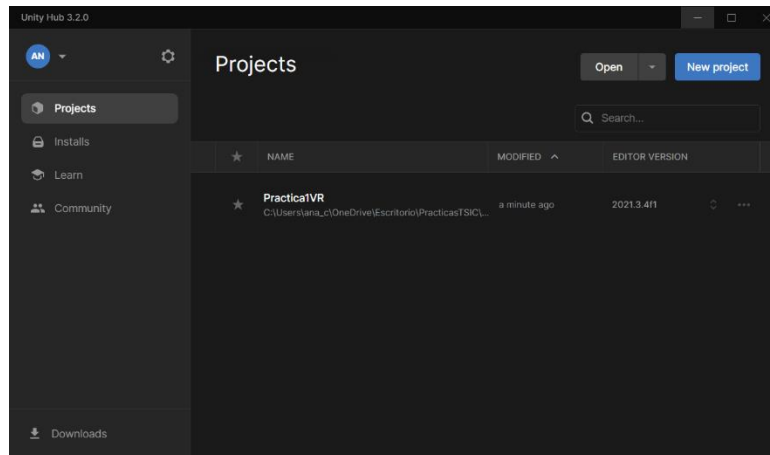 Unity Hub 3.2.0
AN
Projects
Open
New project
Projects
Search...
Installs
NAME
MODIFIED
EDITOR VERSION
Learn
Practica1VR
C:\Users\ana_c\OneDrive\Escritorio\PracticasTSIC\...
a minute ago
2021.3.4f1
Community
Downloads